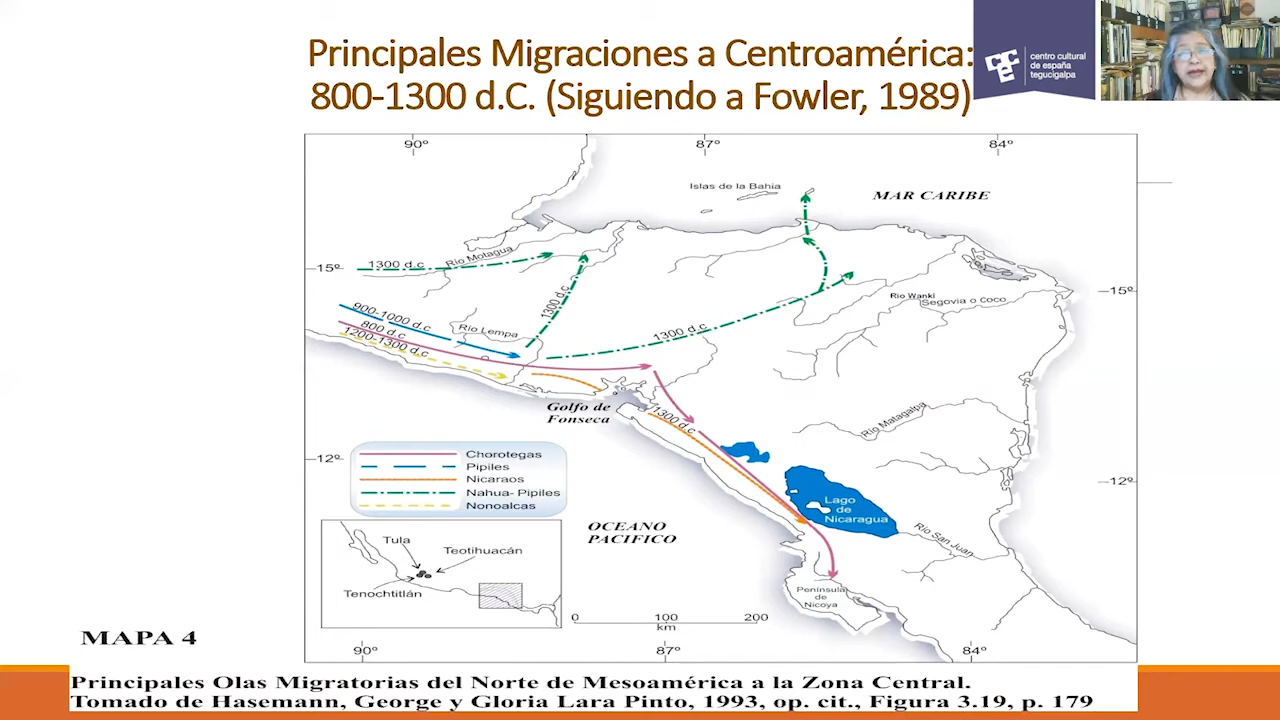 Principales Migraciones a Centroamérica:
800-1300 d.C. (Siguiendo a Fowler, 1989)
centro cultural
de españa
tegucigalpa
90º
87º
84º
Islas de la Bahia
MAR CARIBE
Río Motagua
1300 d.c
15º
15º
1300 d.c
Rio Wanki
Segovia o Coco
900-1000 d.c
800 d.c
1200-1300 d.c
Río Lempa
1300 d.c
Golfo de
Fonseca
1300 d.c
Río Matagalpa
12º
12º
Chorotegas
Pipiles
Nicaraos
Nahua- Pipiles
Nonoalcas
Lago
de
Nicaragua
OCEANO
PACIFICO
Río San Juan
Tula
Teotihuacán
Tenochtitlán
Península
de
Nicoya
0 100 200
km
90º
87º
84º
MAPA 4
Principales Olas Migratorias del Norte de Mesoamérica a la Zona Central.
Tomado de Hasemann, George y Gloria Lara Pinto, 1993, op. cit., Figura 3.19, p. 179